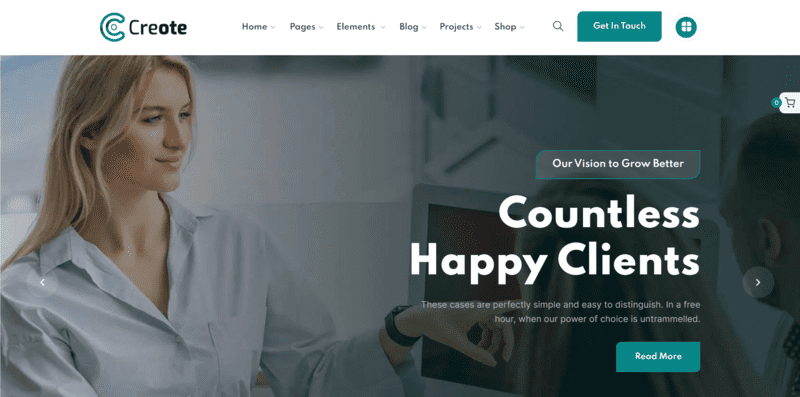 Creote
Home Pages Elements Blog Projects Shop Get In Touch
0
Our Vision to Grow Better
Countless
Happy Clients
These cases are perfectly simple and easy to distinguish. In a free
hour, when our power of choice is untrammelled.
Read More